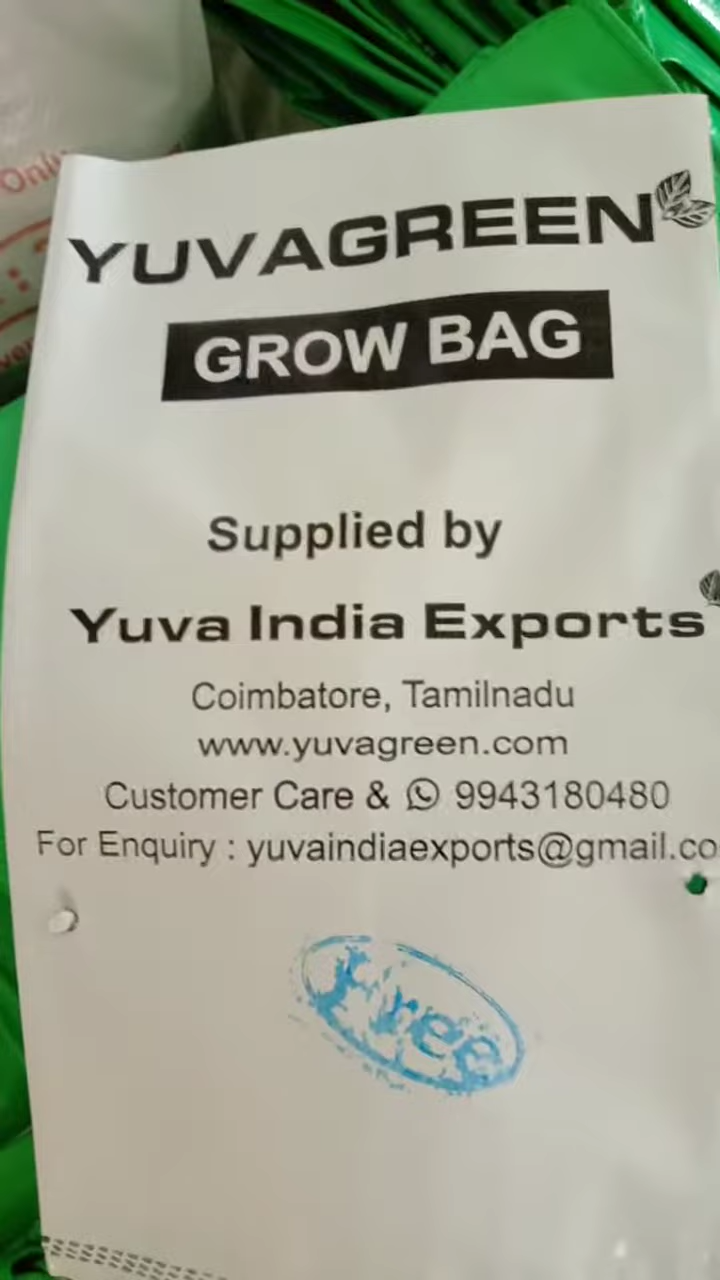 Only
YUVAGREEN
GROW BAG
Supplied by
Yuva India Exports
Coimbatore, Tamilnadu
www.yuvagreen.com
Customer Care & 9943180480
For Enquiry : yuvaindiaexports@gmail.co
Free